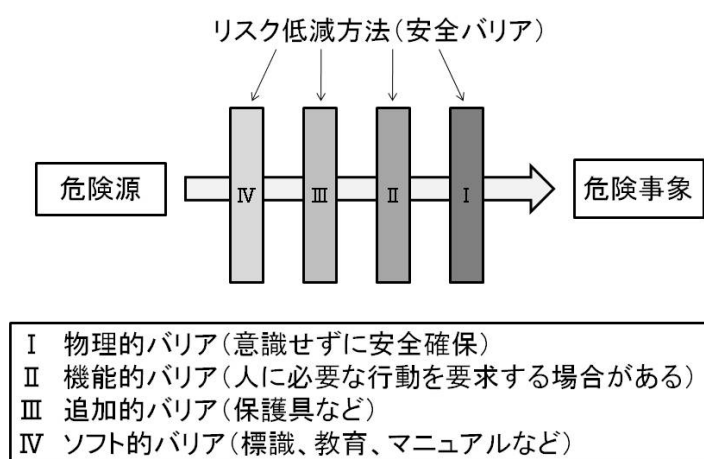 リスク低減方法(安全バリア)
危険源
Ⅳ
Ⅲ
Ⅱ
Ⅰ
危険事象
Ⅰ 物理的バリア(意識せずに安全確保)
Ⅱ 機能的バリア(人に必要な行動を要求する場合がある)
Ⅲ 追加的バリア(保護具など)
Ⅳ ソフト的バリア(標識、教育、マニュアルなど)